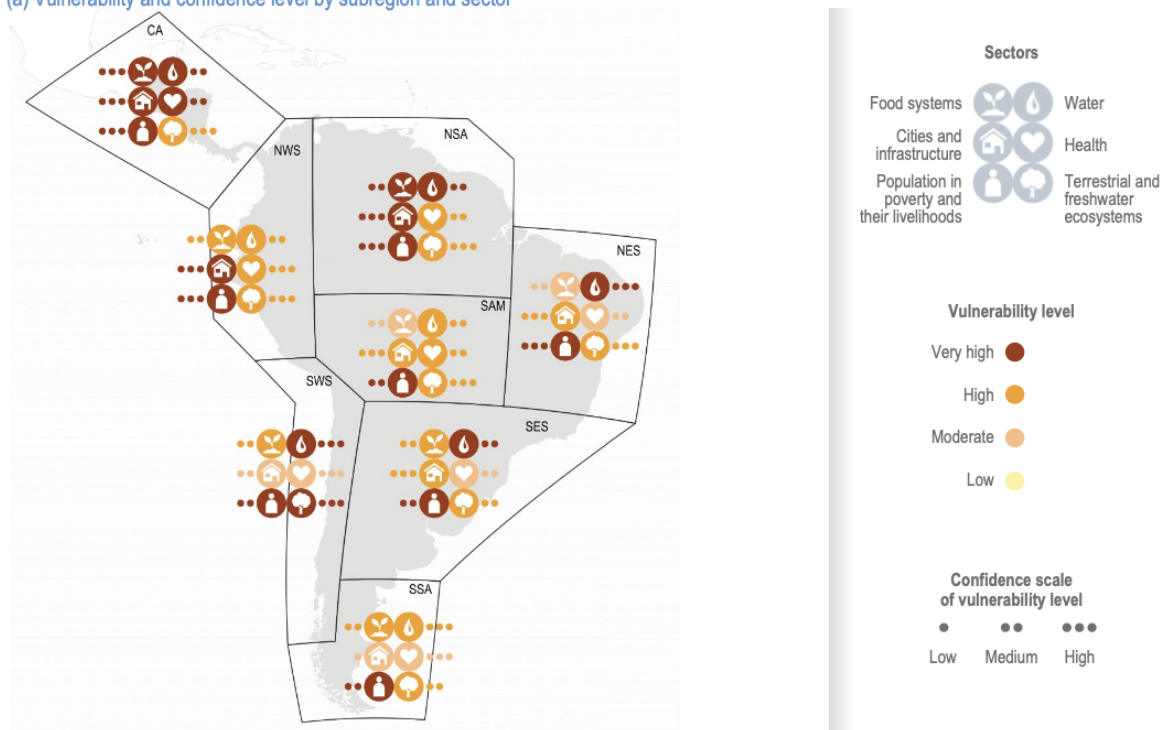 (a) Vulnerability and confidence level by subregion and sector
CA
NWS
NSA
NES
SAM
SWS
SES
SSA
Sectors
Food systems
Water
Cities and
infrastructure
Health
Population in
poverty and
their livelihoods
Terrestrial and
freshwater
ecosystems
Vulnerability level
Very high
High
Moderate
Low
Confidence scale
of vulnerability level
Low Medium High